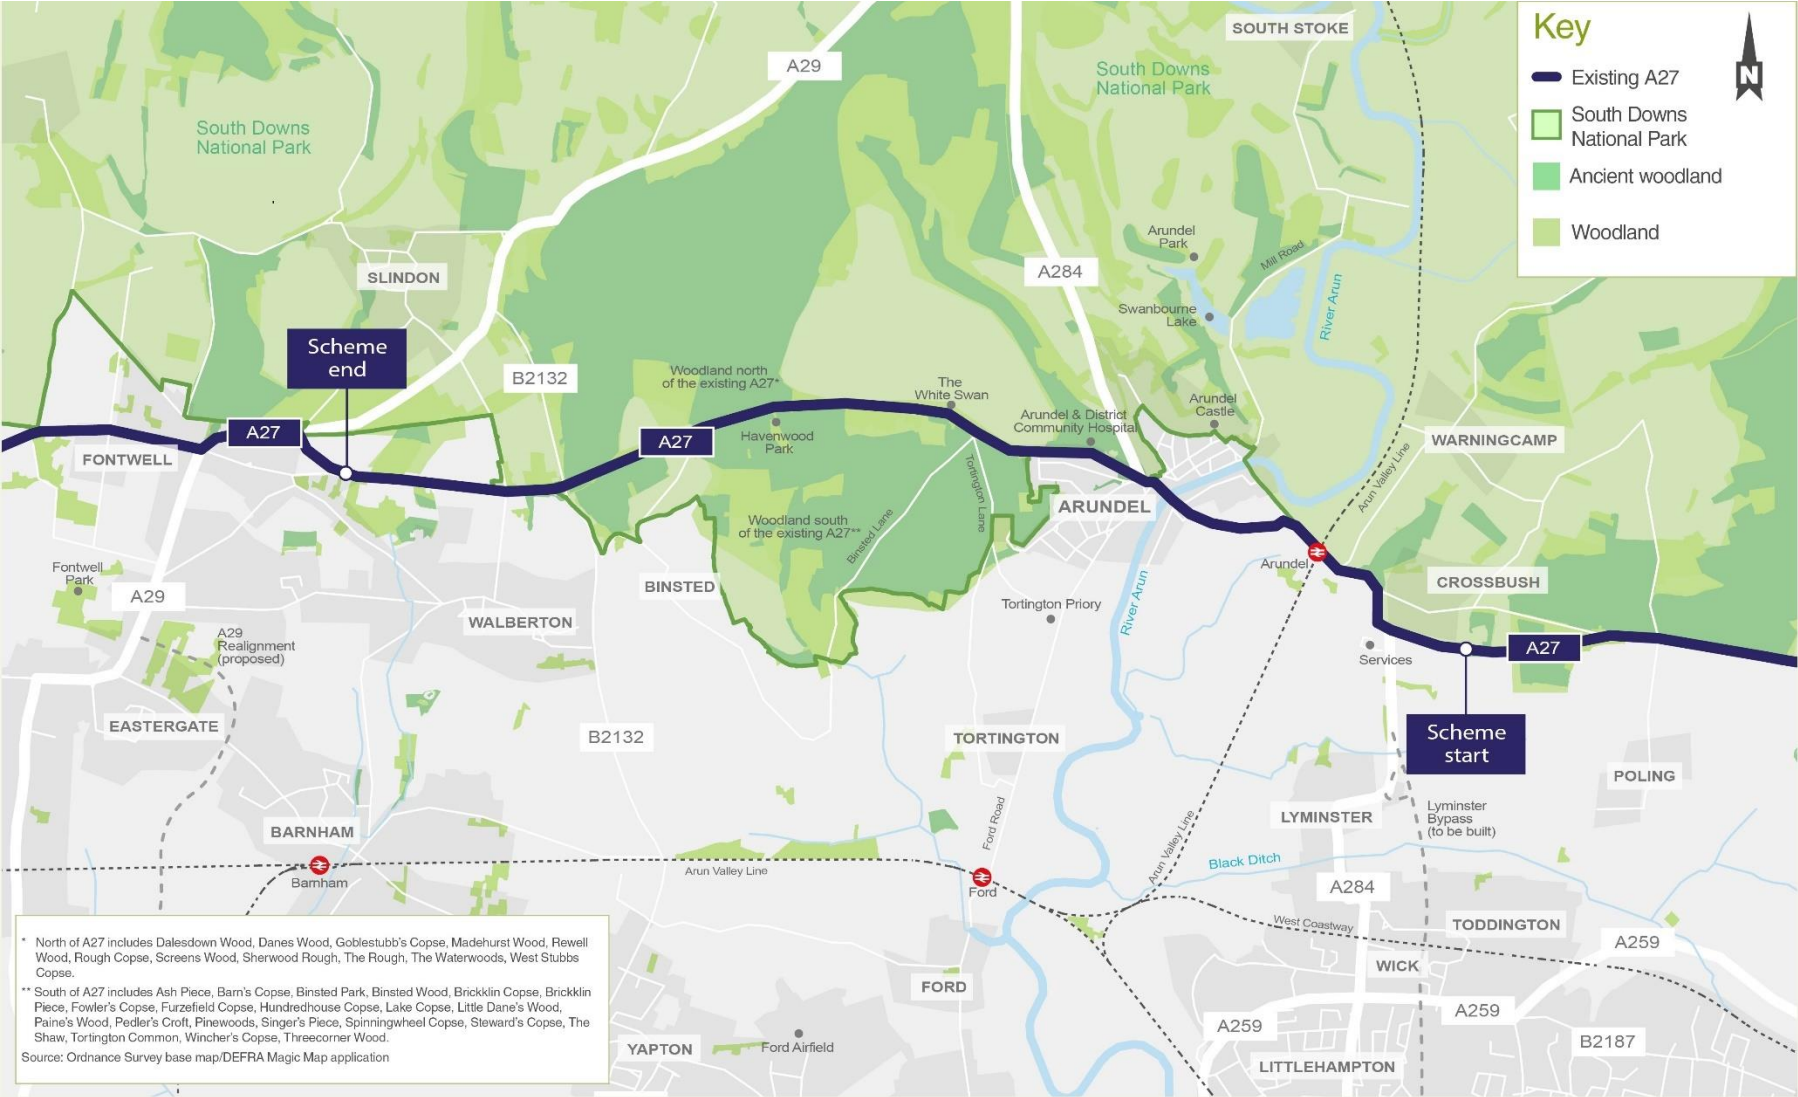 SOUTH STOKE
Key
N
Existing A27
South Downs
National Park
Ancient woodland
Woodland
A29
South Downs
National Park
South Downs
National Park
Arundel
Park
Mill Road
A284
SLINDON
River Arun
Swanbourne
Lake
Scheme
end
B2132
Woodland north
of the existing A27*
The
White Swan
Arundel & District
Community Hospital
Arundel
Castle
A27
A27
Havenwood
Park
FONTWELL
WARNINGCAMP
Arun Valley Line
Tortington Lane
ARUNDEL
Woodland south
of the existing A27**
Binsted Lane
Fontwell
Park
A29
BINSTED
Arundel
CROSSBUSH
River Arun
Tortington Priory
WALBERTON
A29
Realignment
(proposed)
Services
A27
EASTERGATE
B2132
TORTINGTON
Scheme
start
POLING
BARNHAM
Ford Road
LYMINSTER
Lyminster
Bypass
(to be built)
Arun Valley Line
Black Ditch
Barnham
Arun Valley Line
Ford
A284
West Coastway
TODDINGTON
A259
WICK
FORD
A259
A259
YAPTON
Ford Airfield
B2187
LITTLEHAMPTON
* North of A27 includes Dalesdown Wood, Danes Wood, Goblestubb's Copse, Madehurst Wood, Rewell
Wood, Rough Copse, Screens Wood, Sherwood Rough, The Rough, The Waterwoods, West Stubbs
Copse.
** South of A27 includes Ash Piece, Barn's Copse, Binsted Park, Binsted Wood, Brickklin Copse, Brickklin
Piece, Fowler's Copse, Furzefield Copse, Hundredhouse Copse, Lake Copse, Little Dane's Wood,
Paine's Wood, Pedler's Croft, Pinewoods, Singer's Piece, Spinningwheel Copse, Steward's Copse, The
Shaw, Tortington Common, Wincher's Copse, Threecorner Wood.
Source: Ordnance Survey base map/DEFRA Magic Map application